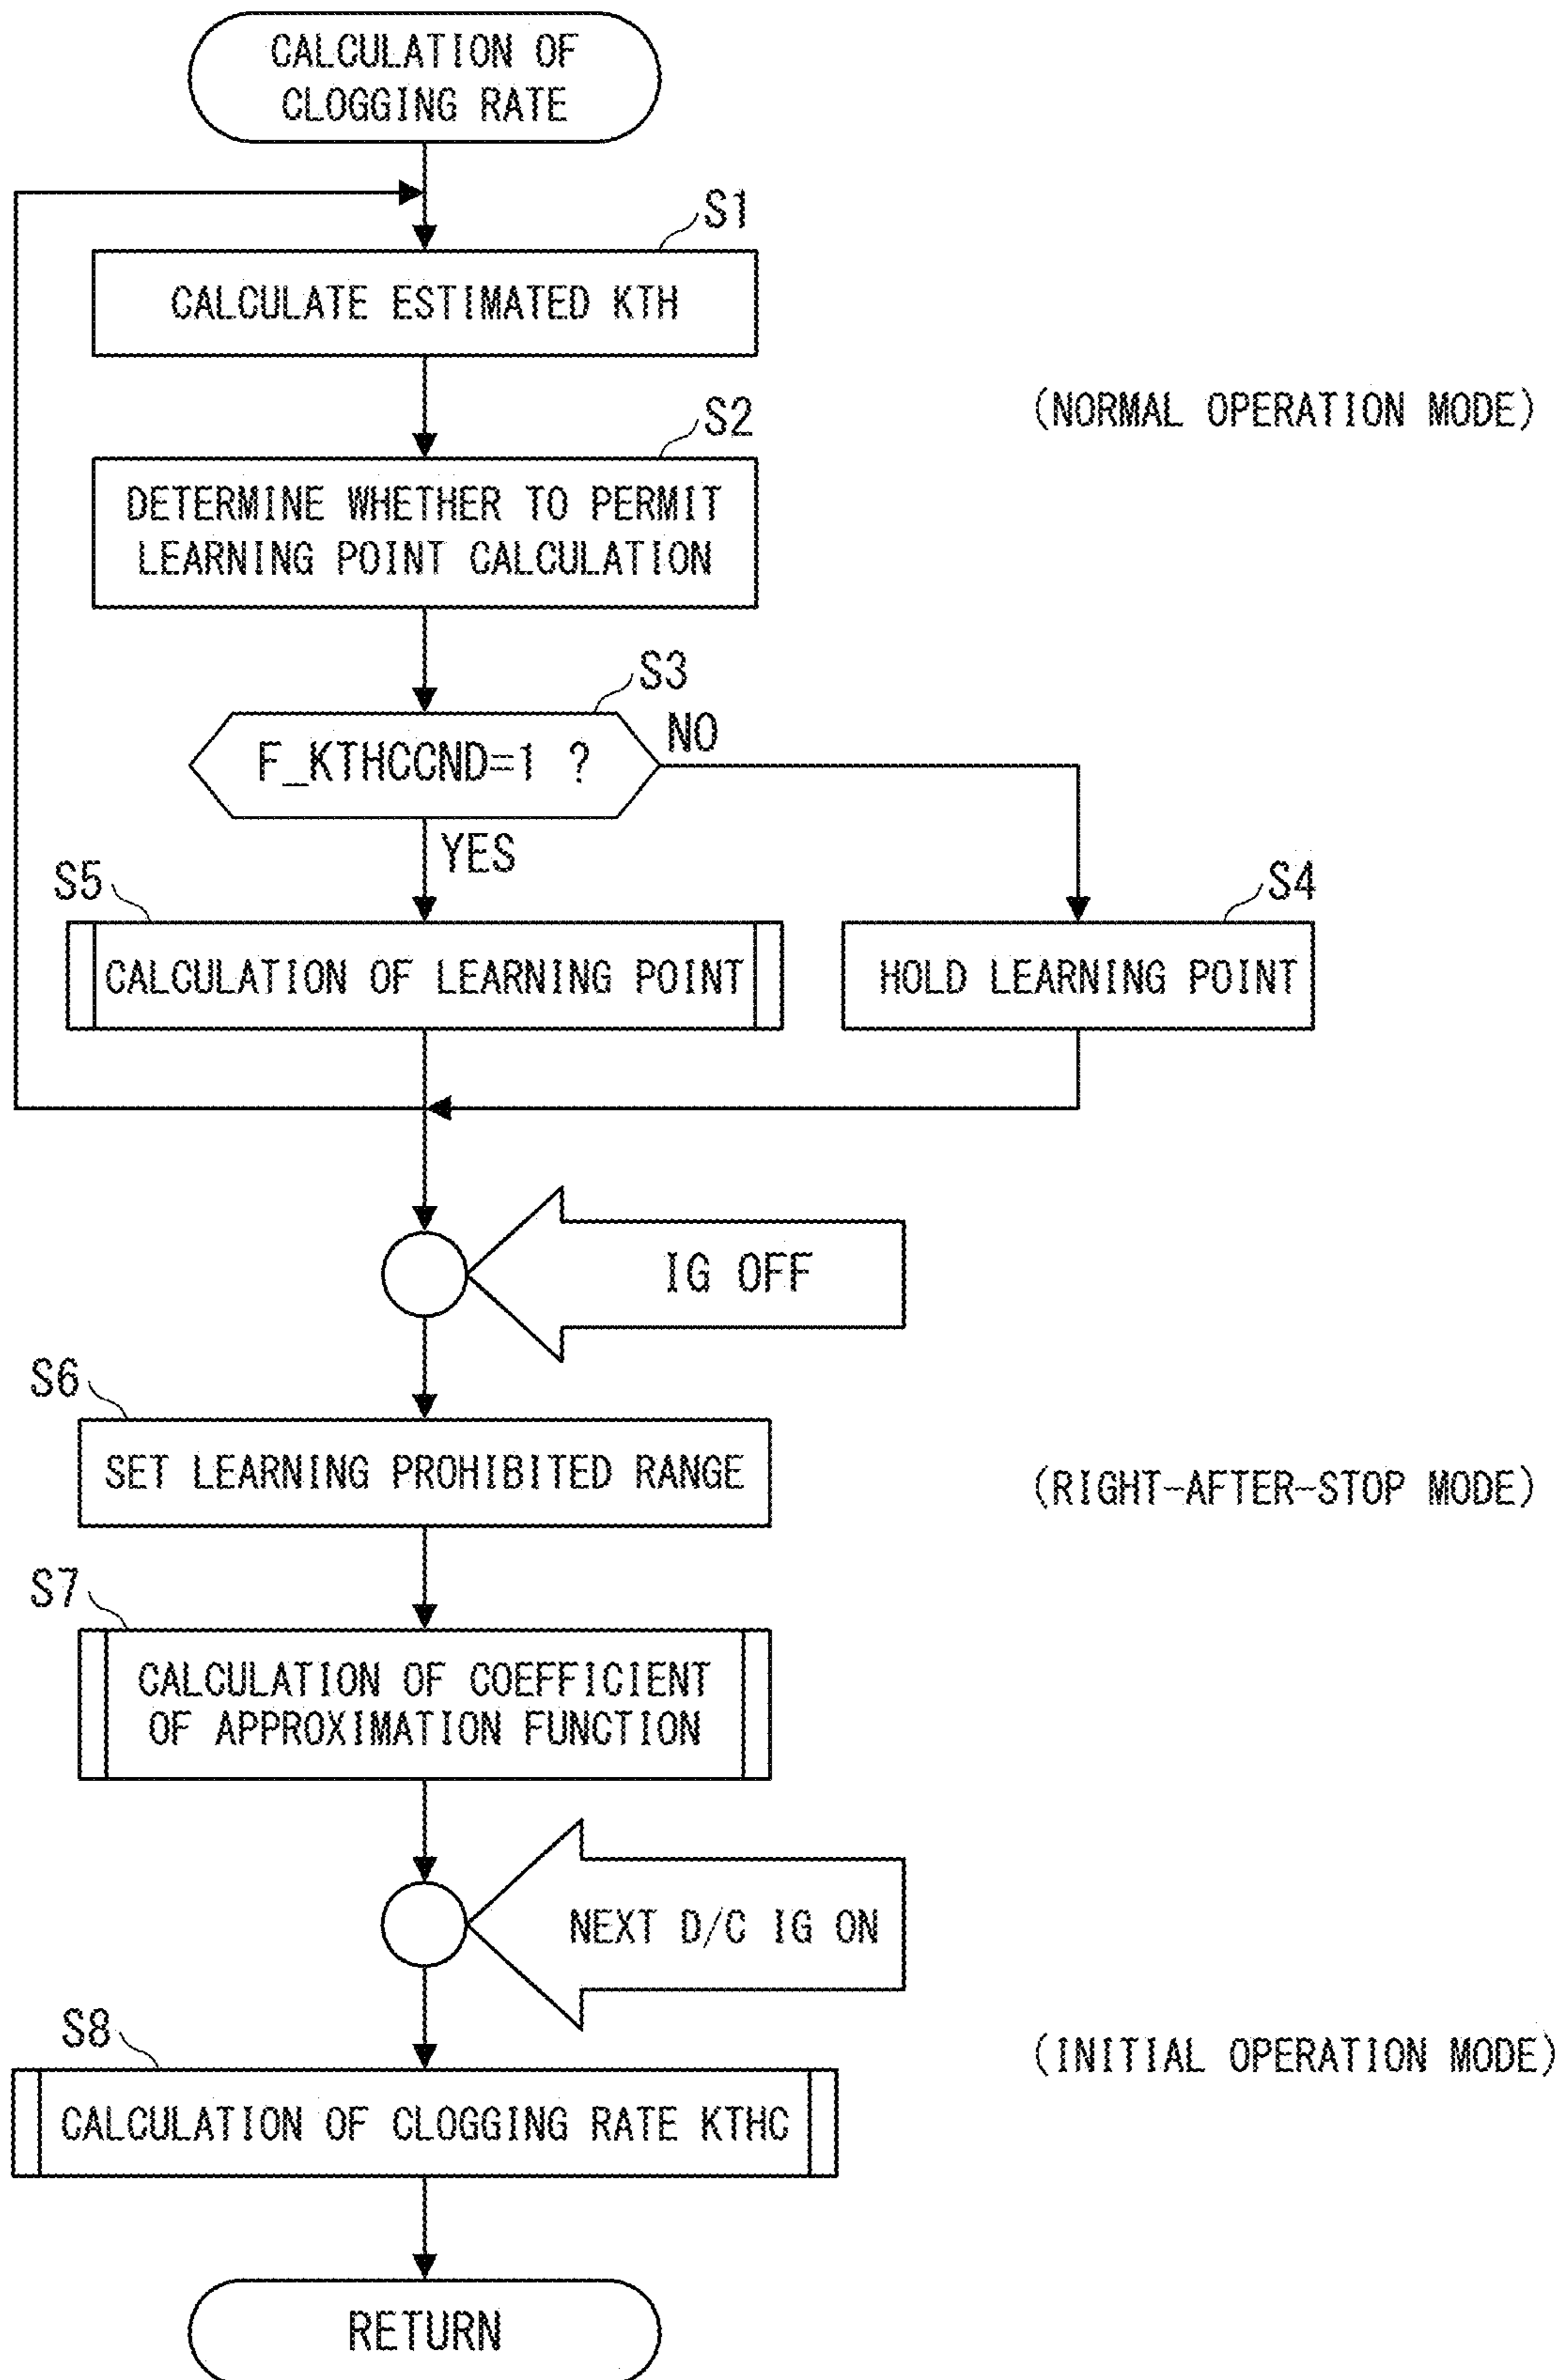 CALCULATION OF
CLOGGING RATE
S1
CALCULATE ESTIMATED KTH
(NORMAL OPERATION MODE)
S2
DETERMINE WHETHER TO PERMIT
LEARNING POINT CALCULATION
S3
F_KTHCCND=1 ?
NO
YES
S5
S4
CALCULATION OF LEARNING POINT
HOLD LEARNING POINT
IG OFF
S6
SET LEARNING PROHIBITED RANGE
(RIGHT-AFTER-STOP MODE)
S7
CALCULATION OF COEFFICIENT
OF APPROXIMATION FUNCTION
NEXT D/C IG ON
S8
(INITIAL OPERATION MODE)
CALCULATION OF CLOGGING RATE KTHC
RETURN